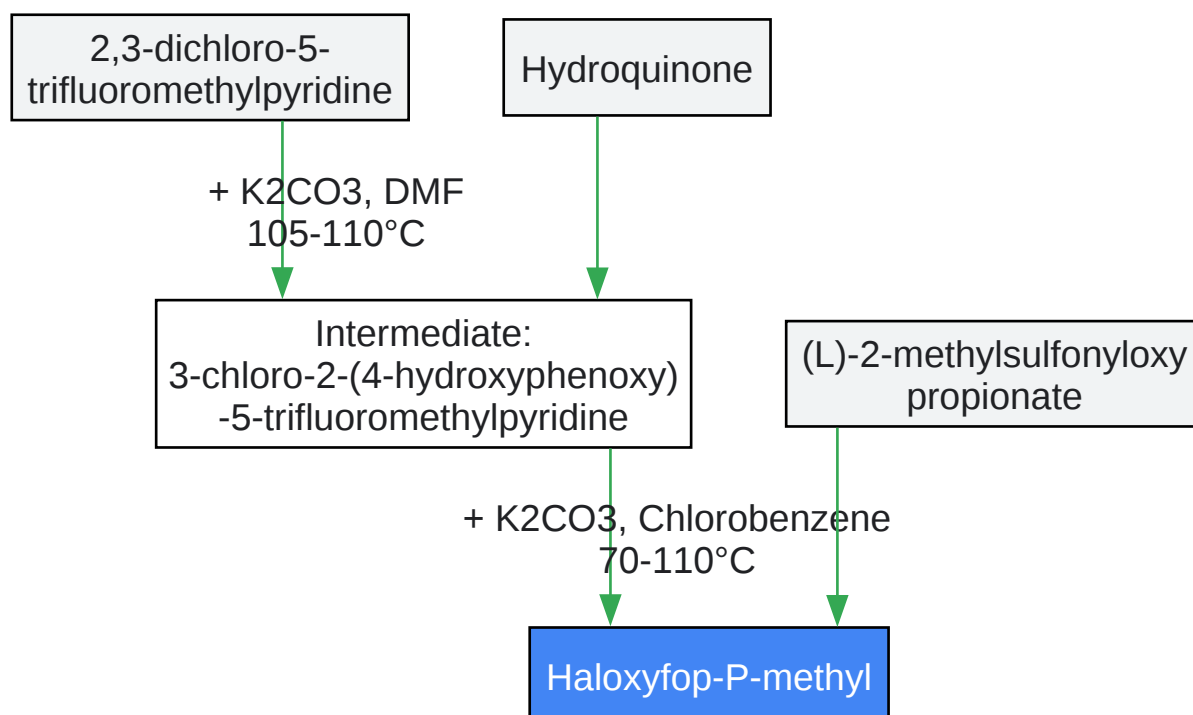 2,3-dichloro-5-
trifluoromethylpyridine
Hydroquinone
+ K2CO3, DMF
105-110°C
Intermediate:
3-chloro-2-(4-hydroxyphenoxy)
-5-trifluoromethylpyridine
(L)-2-methylsulfonyloxy
propionate
+ K2CO3, Chlorobenzene
70-110°C
Haloxyfop-P-methyl